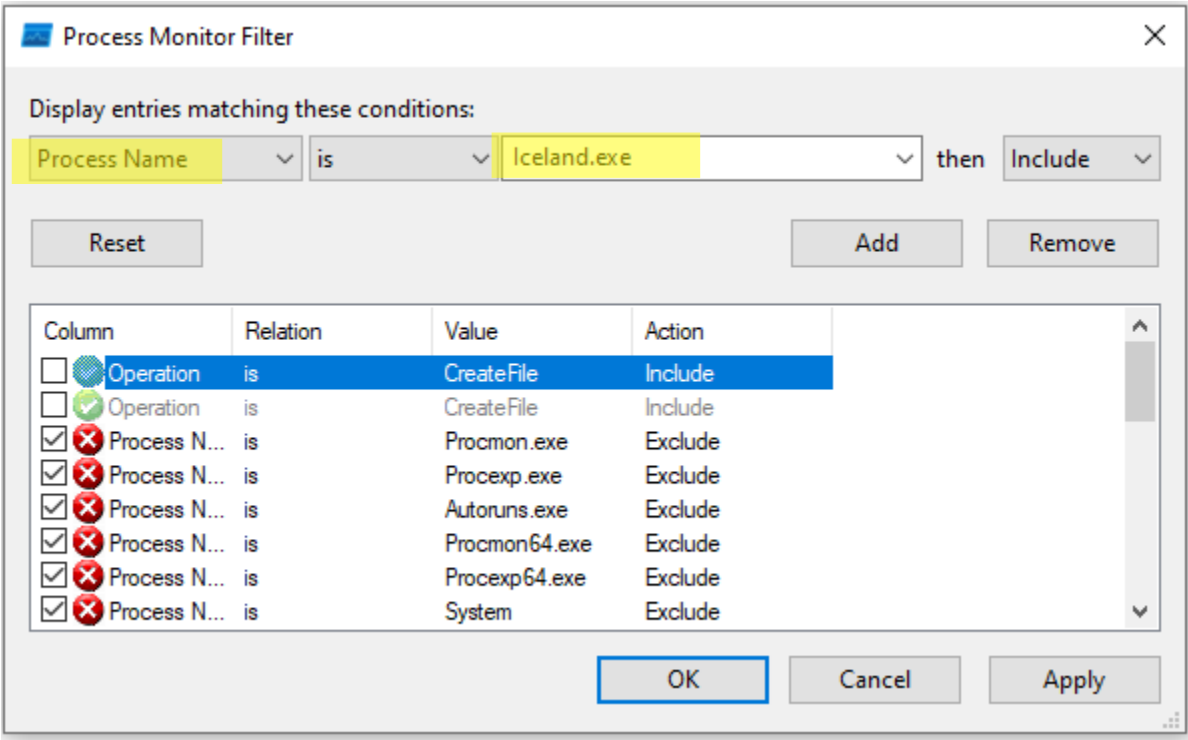 Process Monitor Filter
Display entries matching these conditions:
Process Name is Iceland.exe then Include
Reset Add Remove
Column Relation Value Action
Operation is CreateFile Include
Operation is CreateFile Include
Process N... is Procmon.exe Exclude
Process N... is Procexp.exe Exclude
Process N... is Autoruns.exe Exclude
Process N... is Procmon64.exe Exclude
Process N... is Procexp64.exe Exclude
Process N... is System Exclude
OK Cancel Apply